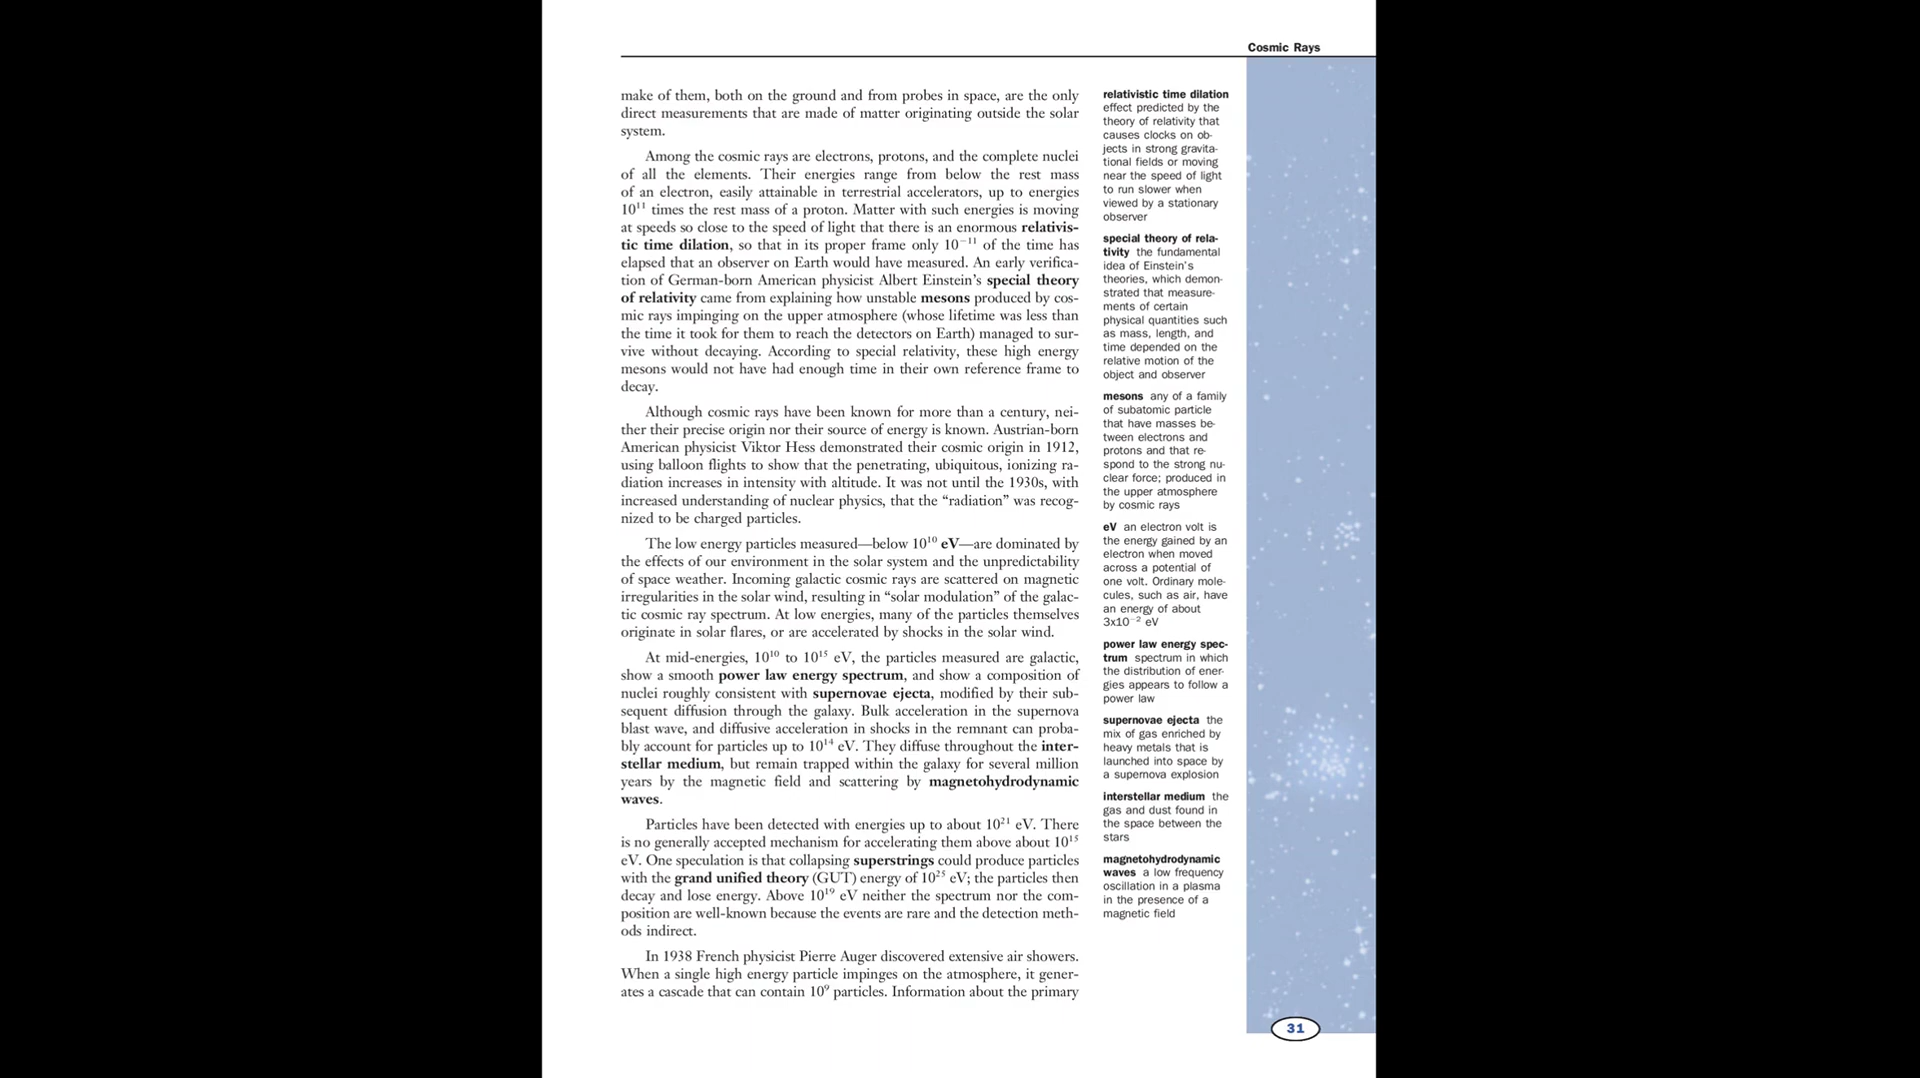 Cosmic Rays
make of them, both on the ground and from probes in space, are the only
direct measurements that are made of matter originating outside the solar
system.
Among the cosmic rays are electrons, protons, and the complete nuclei
of all the elements. Their energies range from below the rest mass
of an electron, easily attainable in terrestrial accelerators, up to energies
10¹¹ times the rest mass of a proton. Matter with such energies is moving
at speeds so close to the speed of light that there is an enormous relativis-
tic time dilation, so that in its proper frame only 10⁻¹¹ of the time has
elapsed that an observer on Earth would have measured. An early verifica-
tion of German-born American physicist Albert Einstein's special theory
of relativity came from explaining how unstable mesons produced by cos-
mic rays impinging on the upper atmosphere (whose lifetime was less than
the time it took for them to reach the detectors on Earth) managed to sur-
vive without decaying. According to special relativity, these high energy
mesons would not have had enough time in their own reference frame to
decay.
Although cosmic rays have been known for more than a century, nei-
ther their precise origin nor their source of energy is known. Austrian-born
American physicist Viktor Hess demonstrated their cosmic origin in 1912,
using balloon flights to show that the penetrating, ubiquitous, ionizing ra-
diation increases in intensity with altitude. It was not until the 1930s, with
increased understanding of nuclear physics, that the “radiation” was recog-
nized to be charged particles.
The low energy particles measured—below 10¹⁰ eV—are dominated by
the effects of our environment in the solar system and the unpredictability
of space weather. Incoming galactic cosmic rays are scattered on magnetic
irregularities in the solar wind, resulting in “solar modulation” of the galac-
tic cosmic ray spectrum. At low energies, many of the particles themselves
originate in solar flares, or are accelerated by shocks in the solar wind.
At mid-energies, 10¹⁰ to 10¹⁵ eV, the particles measured are galactic,
show a smooth power law energy spectrum, and show a composition of
nuclei roughly consistent with supernovae ejecta, modified by their sub-
sequent diffusion through the galaxy. Bulk acceleration in the supernova
blast wave, and diffusive acceleration in shocks in the remnant can proba-
bly account for particles up to 10¹⁴ eV. They diffuse throughout the inter-
stellar medium, but remain trapped within the galaxy for several million
years by the magnetic field and scattering by magnetohydrodynamic
waves.
Particles have been detected with energies up to about 10²¹ eV. There
is no generally accepted mechanism for accelerating them above about 10¹⁵
eV. One speculation is that collapsing superstrings could produce particles
with the grand unified theory (GUT) energy of 10²⁵ eV; the particles then
decay and lose energy. Above 10¹⁹ eV neither the spectrum nor the com-
position are well-known because the events are rare and the detection meth-
ods indirect.
In 1938 French physicist Pierre Auger discovered extensive air showers.
When a single high energy particle impinges on the atmosphere, it gener-
ates a cascade that can contain 10⁹ particles. Information about the primary
relativistic time dilation
effect predicted by the
theory of relativity that
causes clocks on ob-
jects in strong gravita-
tional fields or moving
near the speed of light
to run slower when
viewed by a stationary
observer
special theory of rela-
tivity the fundamental
idea of Einstein's
theories, which demon-
strated that measure-
ments of certain
physical quantities such
as mass, length, and
time depended on the
relative motion of the
object and observer
mesons any of a family
of subatomic particle
that have masses be-
tween electrons and
protons and that re-
spond to the strong nu-
clear force; produced in
the upper atmosphere
by cosmic rays
eV an electron volt is
the energy gained by an
electron when moved
across a potential of
one volt. Ordinary mole-
cules, such as air, have
an energy of about
3x10⁻² eV
power law energy spec-
trum spectrum in which
the distribution of ener-
gies appears to follow a
power law
supernovae ejecta the
mix of gas enriched by
heavy metals that is
launched into space by
a supernova explosion
interstellar medium the
gas and dust found in
the space between the
stars
magnetohydrodynamic
waves a low frequency
oscillation in a plasma
in the presence of a
magnetic field
31